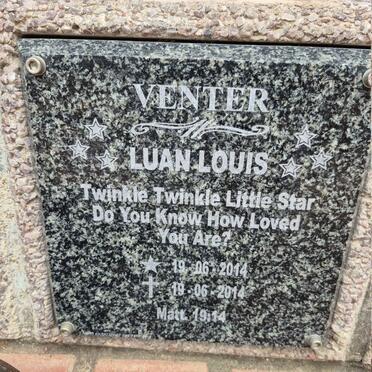 VENTER
LUAN LOUIS
Twinkle Twinkle Little Star
Do You Know How Loved
You Are?
19-06-2014
19-06-2014
Matt. 19:14